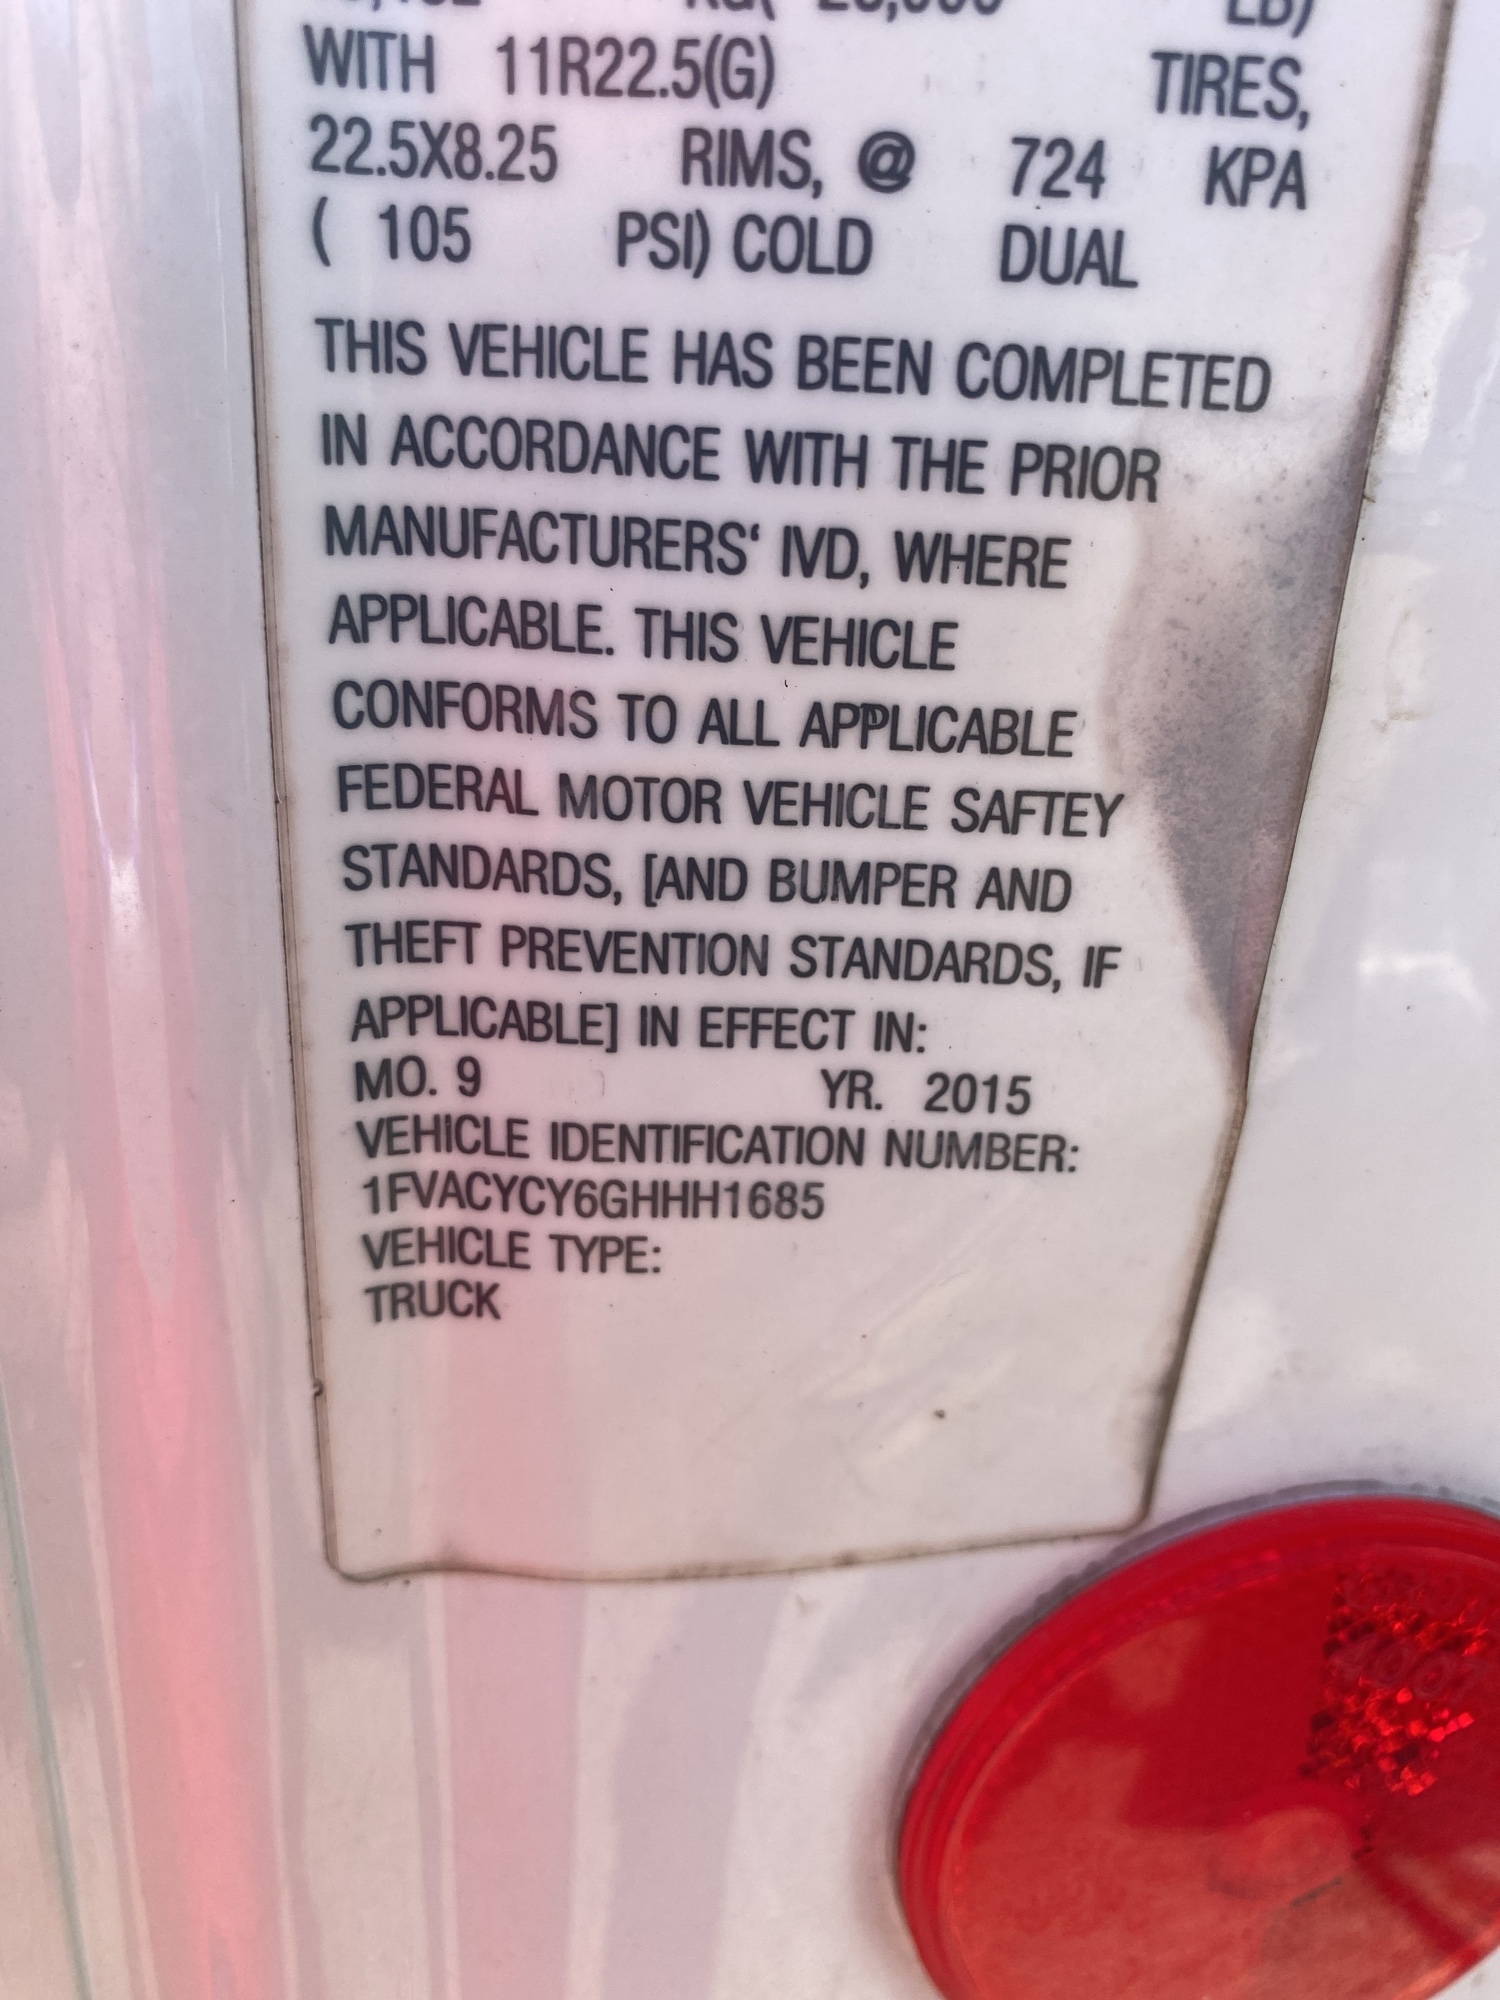 KG(
LB)
WITH 11R22.5(G) TIRES,
22.5X8.25 RIMS, @ 724 KPA
( 105 PSI) COLD DUAL
THIS VEHICLE HAS BEEN COMPLETED
IN ACCORDANCE WITH THE PRIOR
MANUFACTURERS‘ IVD, WHERE
APPLICABLE. THIS VEHICLE
CONFORMS TO ALL APPLICABLE
FEDERAL MOTOR VEHICLE SAFTEY
STANDARDS, [AND BUMPER AND
THEFT PREVENTION STANDARDS, IF
APPLICABLE] IN EFFECT IN:
MO. 9 YR. 2015
VEHICLE IDENTIFICATION NUMBER:
1FVACYCY6GHHH1685
VEHICLE TYPE:
TRUCK